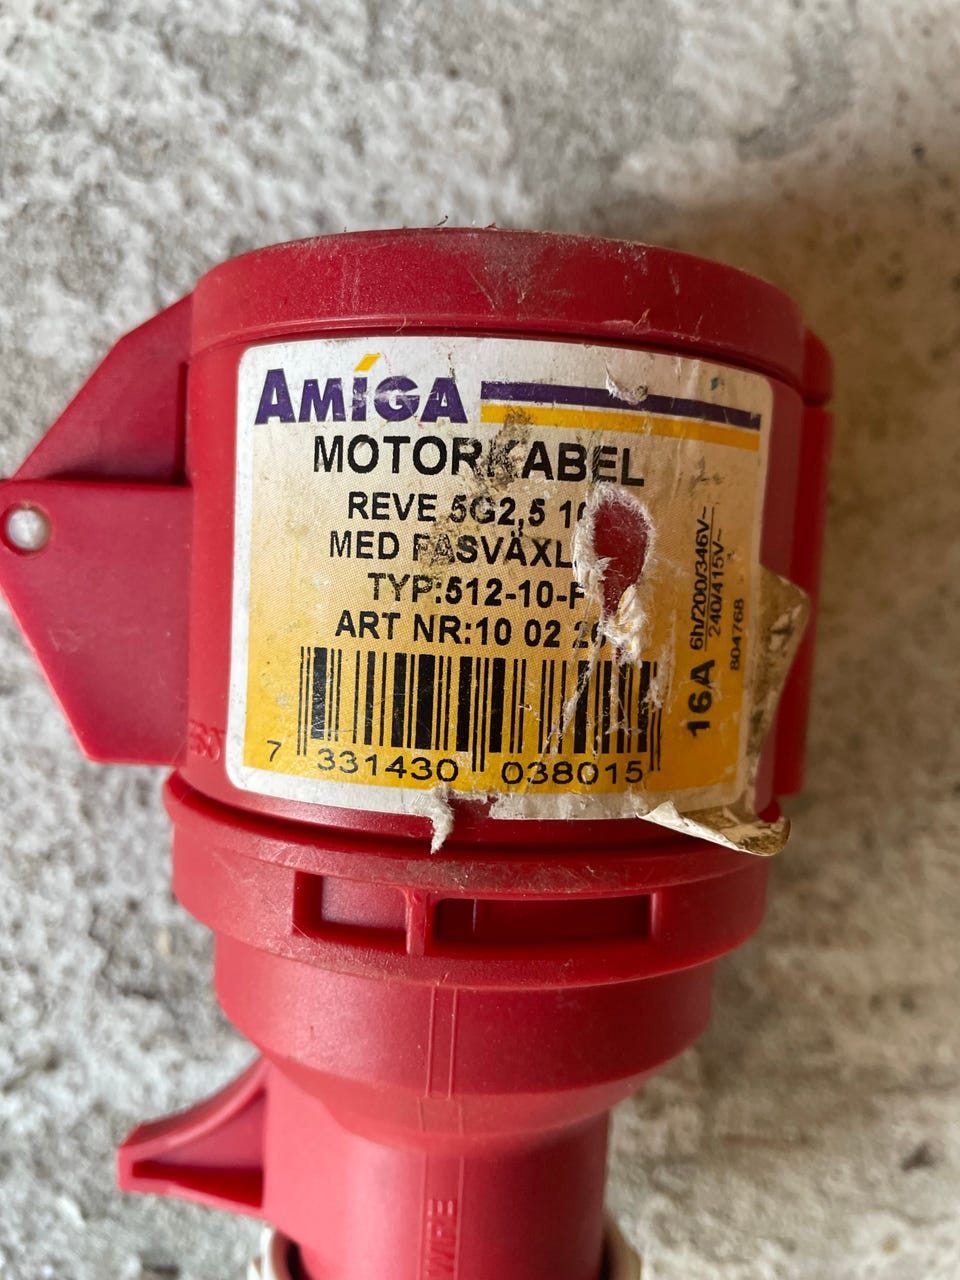 AMIGA
MOTORKABEL
REVE 5G2,5
MED FASVÄXL
TYP:512-10-
ART NR:10 02
7 331430 038015
16A 6h/200/346V~
240/415V~
804768
WIRE